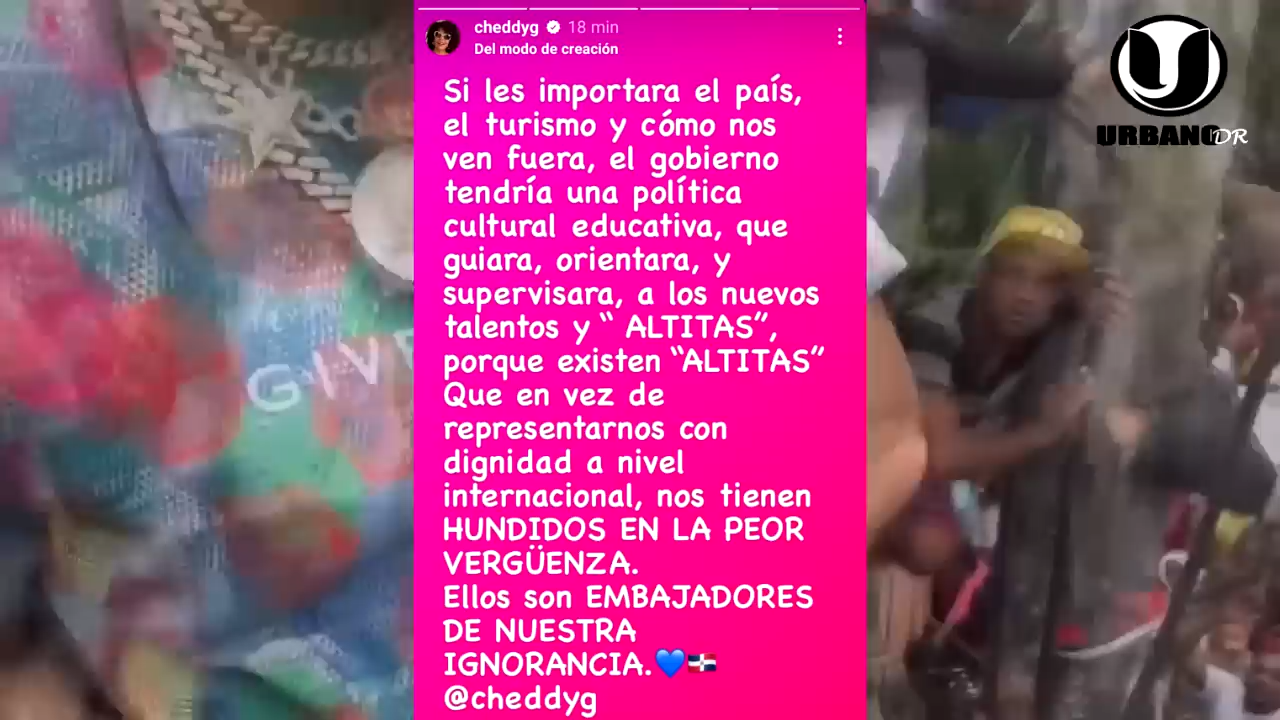 cheddyg 18 min
Del modo de creación
Si les importara el país,
el turismo y cómo nos
ven fuera, el gobierno
tendría una política
cultural educativa, que
guiara, orientara, y
supervisara, a los nuevos
talentos y “ ALTITAS”,
porque existen “ALTITAS”
Que en vez de
representarnos con
dignidad a nivel
internacional, nos tienen
HUNDIDOS EN LA PEOR
VERGÜENZA.
Ellos son EMBAJADORES
DE NUESTRA
IGNORANCIA.💙🇩🇴
@cheddyg
URBANO DR
GIVE